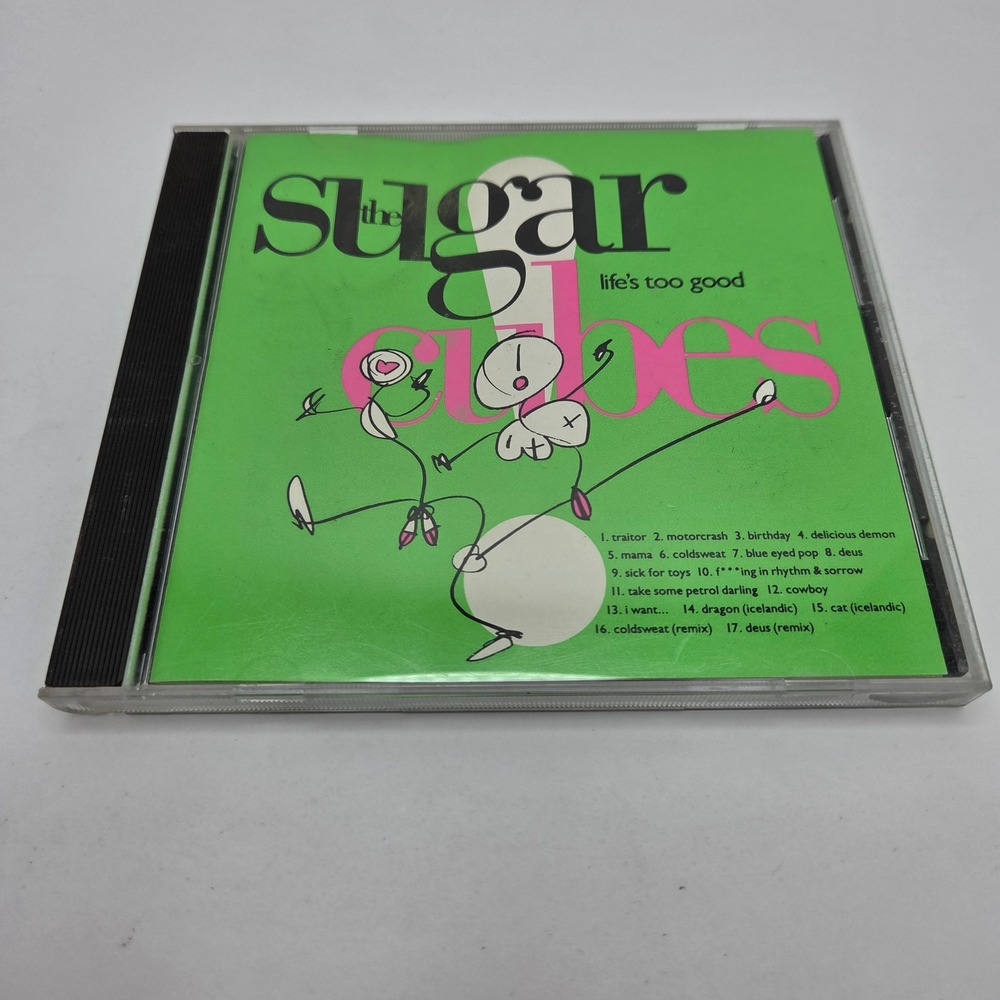 the
sugar
life's too good
cubes
1. traitor 2. motorcrash 3. birthday 4. delicious demon
5. mama 6. coldsweat 7. blue eyed pop 8. deus
9. sick for toys 10. f***ing in rhythm & sorrow
11. take some petrol darling 12. cowboy
13. i want... 14. dragon (icelandic) 15. cat (icelandic)
16. coldsweat (remix) 17. deus (remix)